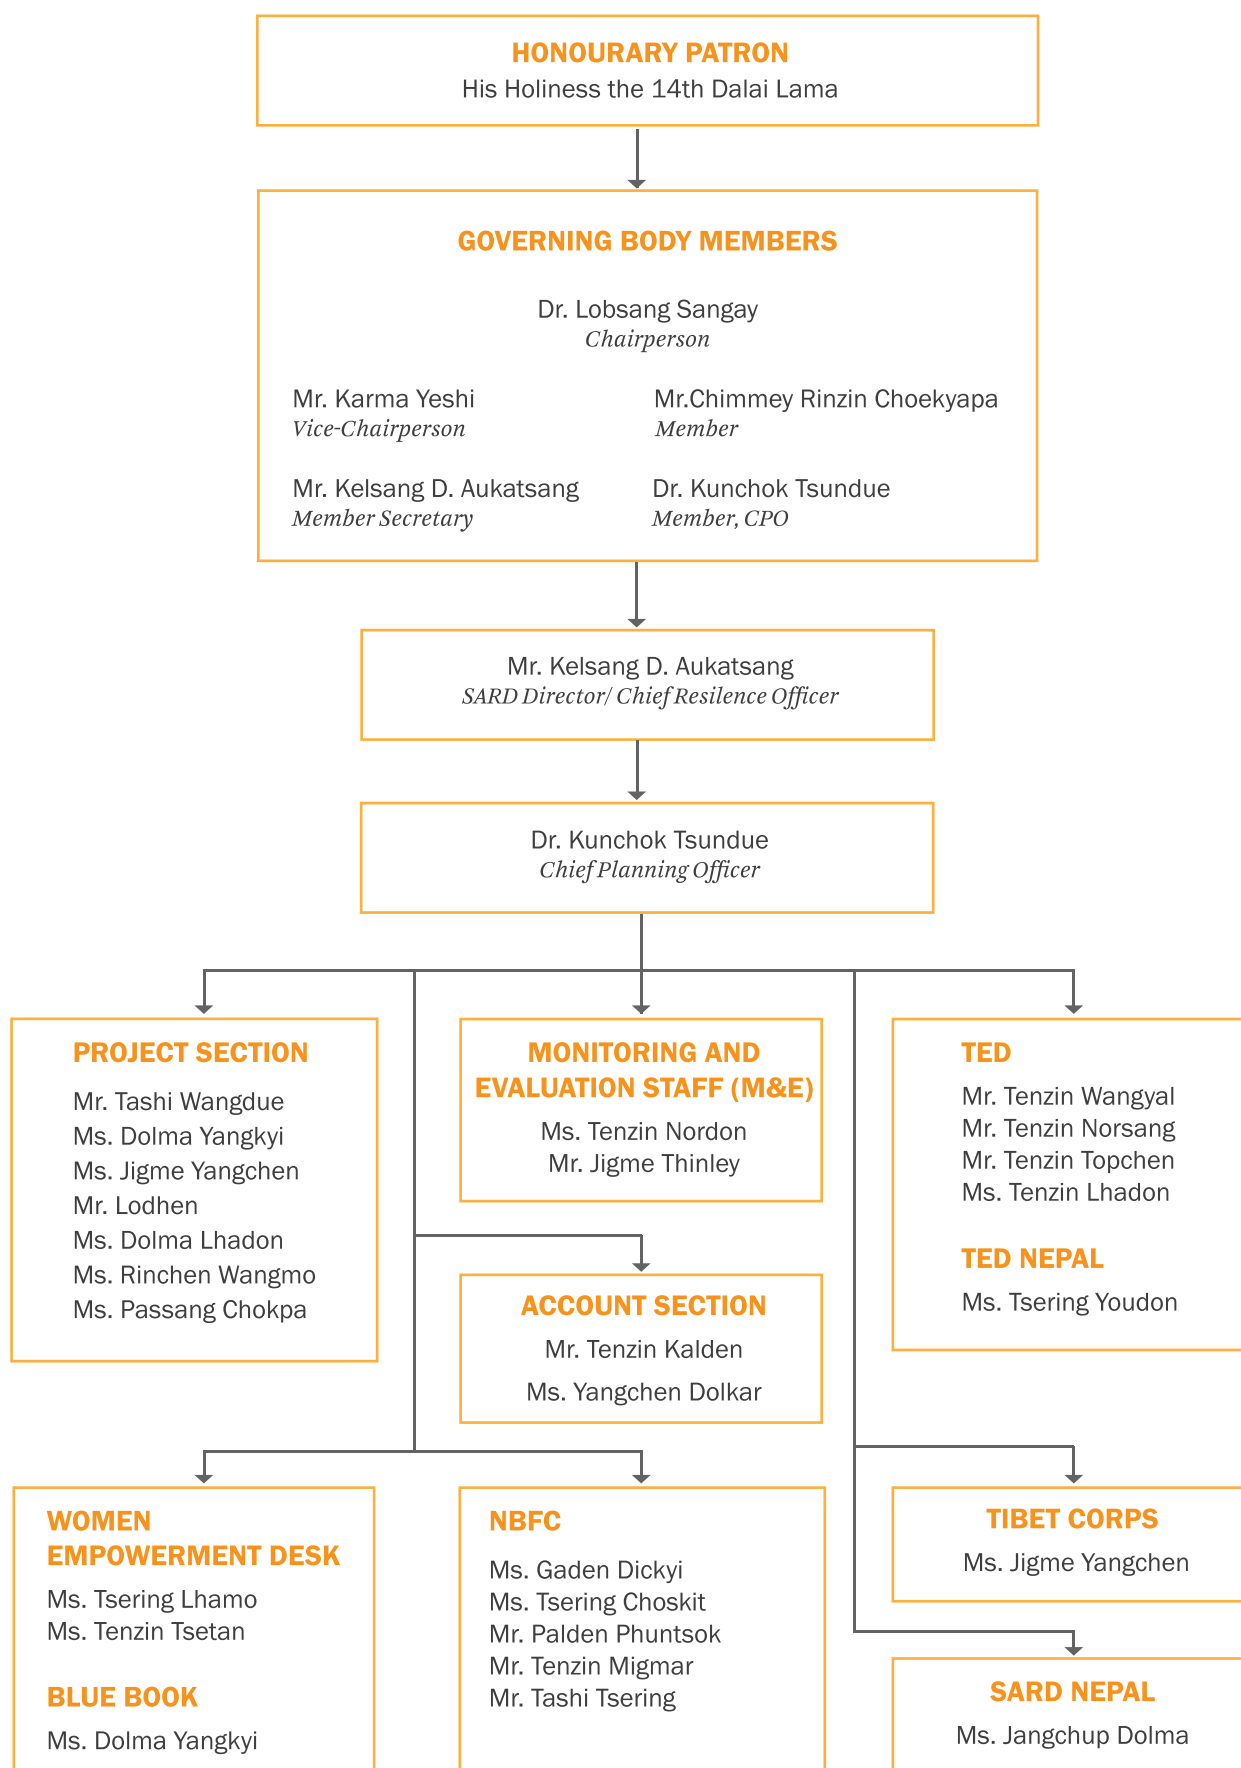 HONOURARY PATRON
His Holiness the 14th Dalai Lama
GOVERNING BODY MEMBERS
Dr. Lobsang Sangay
Chairperson
Mr. Karma Yeshi
Vice-Chairperson
Mr.Chimmey Rinzin Choekyapa
Member
Mr. Kelsang D. Aukatsang
Member Secretary
Dr. Kunchok Tsundue
Member, CPO
Mr. Kelsang D. Aukatsang
SARD Director/ Chief Resilence Officer
Dr. Kunchok Tsundue
Chief Planning Officer
PROJECT SECTION
Mr. Tashi Wangdue
Ms. Dolma Yangkyi
Ms. Jigme Yangchen
Mr. Lodhen
Ms. Dolma Lhadon
Ms. Rinchen Wangmo
Ms. Passang Chokpa
MONITORING AND
EVALUATION STAFF (M&E)
Ms. Tenzin Nordon
Mr. Jigme Thinley
TED
Mr. Tenzin Wangyal
Mr. Tenzin Norsang
Mr. Tenzin Topchen
Ms. Tenzin Lhadon
TED NEPAL
Ms. Tsering Youdon
ACCOUNT SECTION
Mr. Tenzin Kalden
Ms. Yangchen Dolkar
WOMEN
EMPOWERMENT DESK
Ms. Tsering Lhamo
Ms. Tenzin Tsetan
BLUE BOOK
Ms. Dolma Yangkyi
NBFC
Ms. Gaden Dickyi
Ms. Tsering Choskit
Mr. Palden Phuntsok
Mr. Tenzin Migmar
Mr. Tashi Tsering
TIBET CORPS
Ms. Jigme Yangchen
SARD NEPAL
Ms. Jangchup Dolma